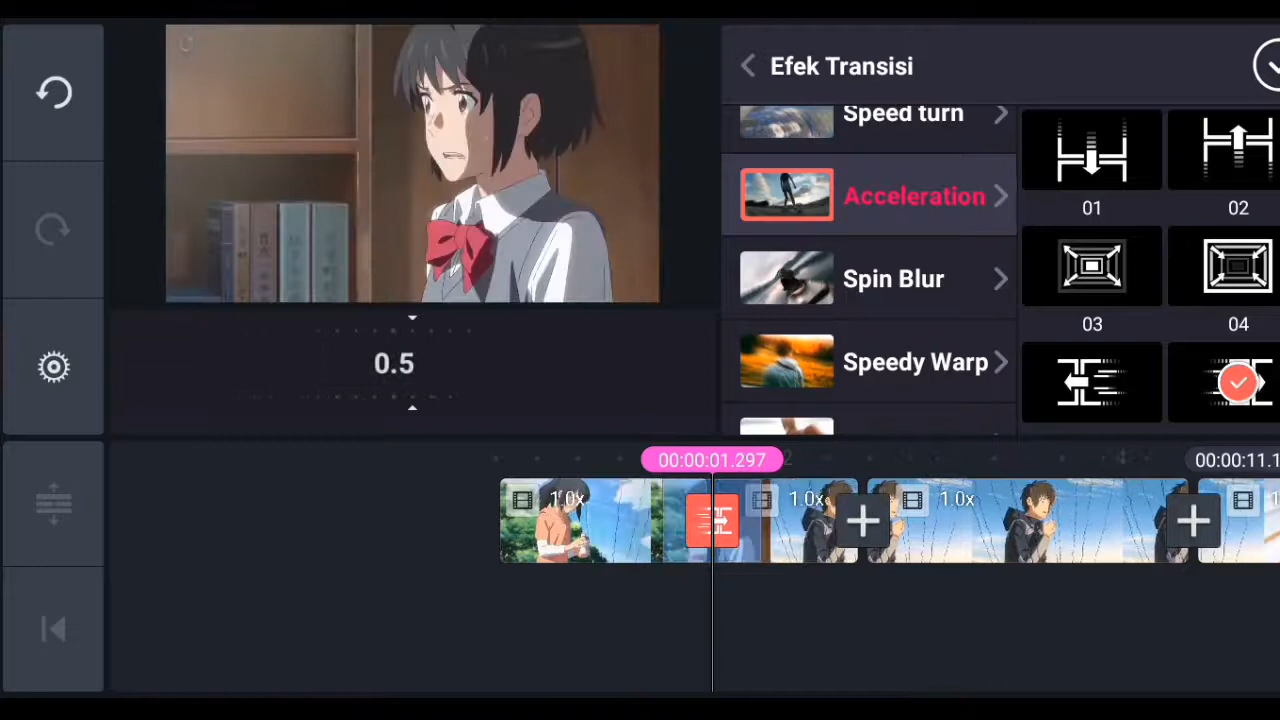 Efek Transisi
Speed turn
Acceleration
Spin Blur
Speedy Warp
01
02
03
04
0.5
00:00:01.297
00:00:11.1
1.0x
1.0x
1.0x